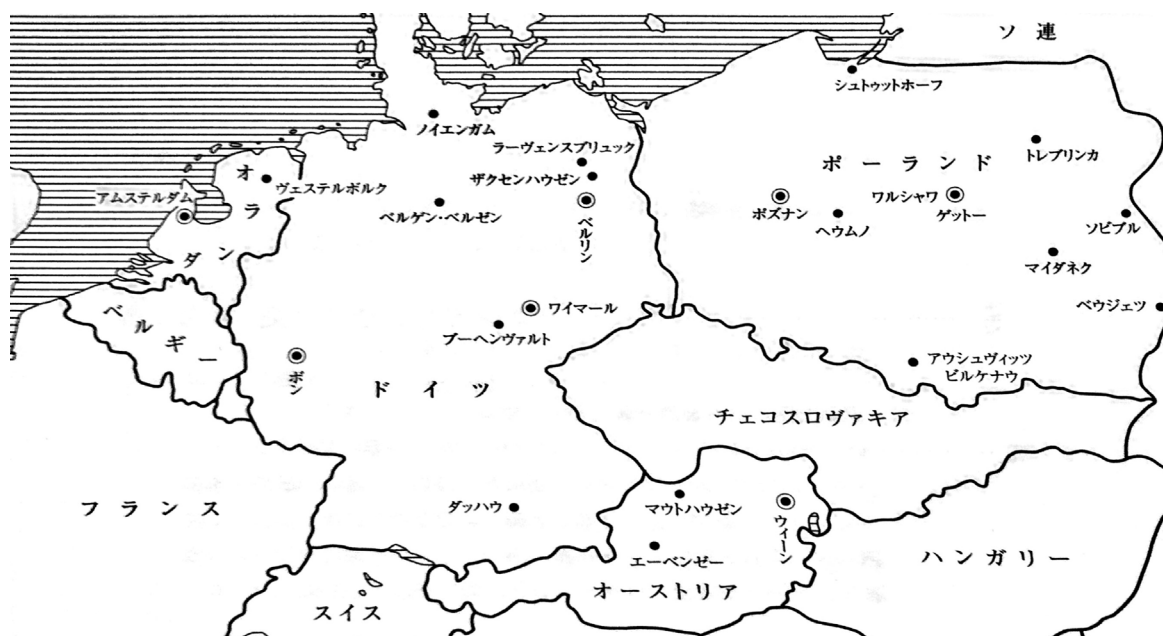 ソ連
シュトゥットホーフ
ノイエンガム
ラーヴェンスブリュック
トレブリンカ
オランダ
ポーランド
ザクセンハウゼン
ヴェステルボルク
アムステルダム
ワルシャワ
ゲットー
ベルゲン・ベルゼン
ベルリン
ポズナン
ヘウムノ
ソビブル
マイダネク
ベルギー
ワイマール
ベウジェツ
ブーヘンヴァルト
ボン
アウシュヴィッツ
ビルケナウ
ドイツ
チェコスロヴァキア
フランス
ダッハウ
マウトハウゼン
ウィーン
エーベンゼー
ハンガリー
オーストリア
スイス